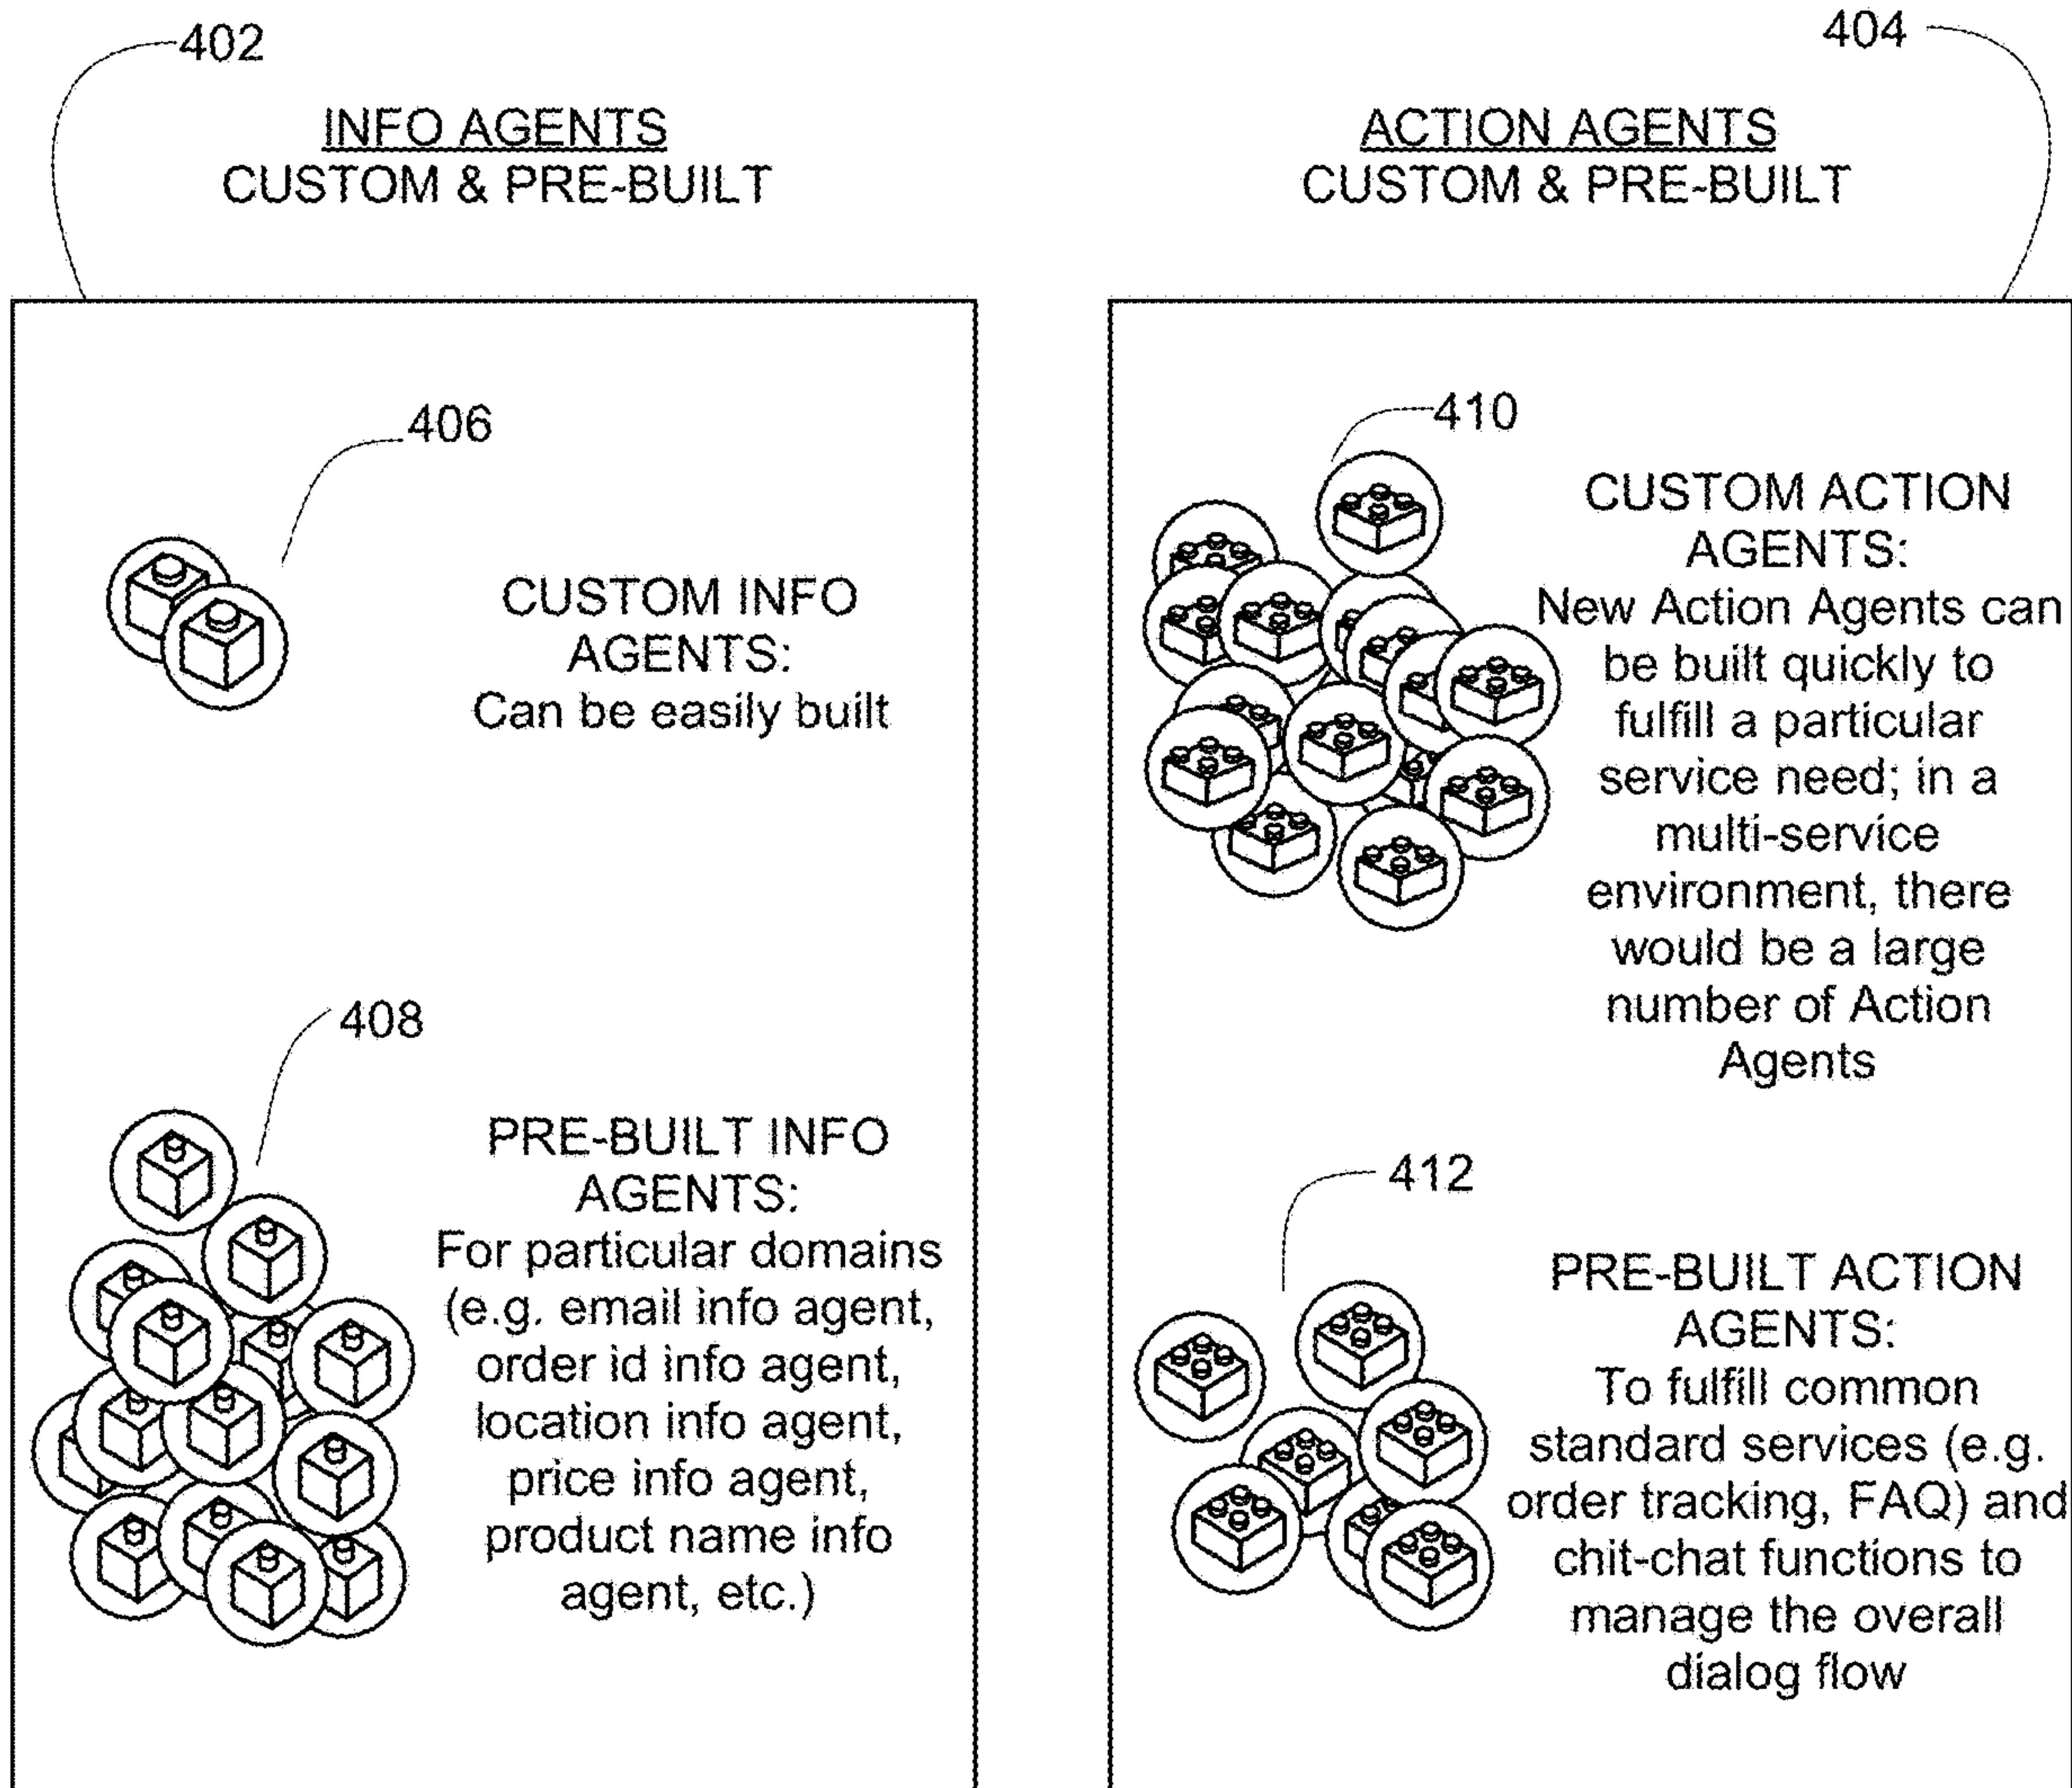 402
INFO AGENTS
CUSTOM & PRE-BUILT
406
CUSTOM INFO
AGENTS:
Can be easily built
408
PRE-BUILT INFO
AGENTS:
For particular domains
(e.g. email info agent,
order id info agent,
location info agent,
price info agent,
product name info
agent, etc.)
404
ACTION AGENTS
CUSTOM & PRE-BUILT
410
CUSTOM ACTION
AGENTS:
New Action Agents can
be built quickly to
fulfill a particular
service need; in a
multi-service
environment, there
would be a large
number of Action
Agents
412
PRE-BUILT ACTION
AGENTS:
To fulfill common
standard services (e.g.
order tracking, FAQ) and
chit-chat functions to
manage the overall
dialog flow